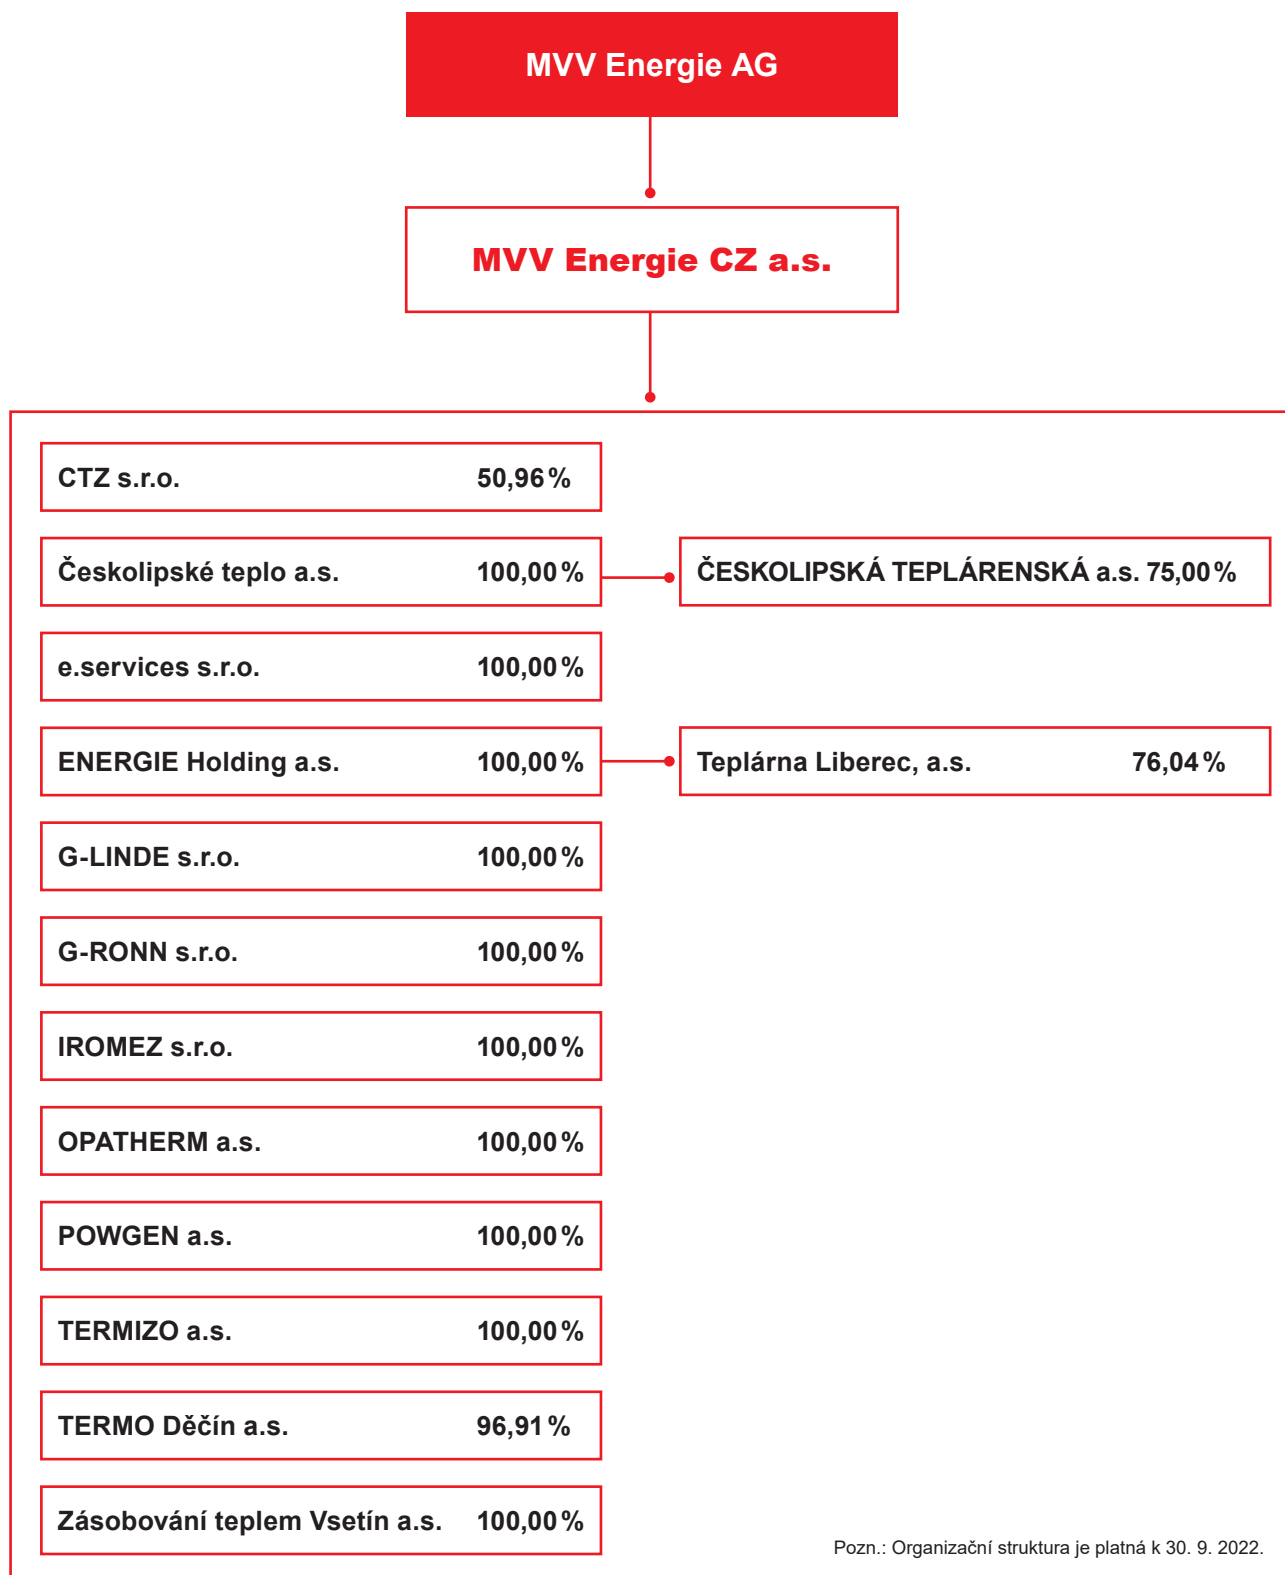 MVV Energie AG
MVV Energie CZ a.s.
CTZ s.r.o. 50,96 %
Českolipské teplo a.s. 100,00 %
ČESKOLIPSKÁ TEPLÁRENSKÁ a.s. 75,00 %
e.services s.r.o. 100,00 %
ENERGIE Holding a.s. 100,00 %
Teplárna Liberec, a.s. 76,04 %
G-LINDE s.r.o. 100,00 %
G-RONN s.r.o. 100,00 %
IROMEZ s.r.o. 100,00 %
OPATHERM a.s. 100,00 %
POWGEN a.s. 100,00 %
TERMIZO a.s. 100,00 %
TERMO Děčín a.s. 96,91 %
Zásobování teplem Vsetín a.s. 100,00 %
Pozn.: Organizační struktura je platná k 30. 9. 2022.